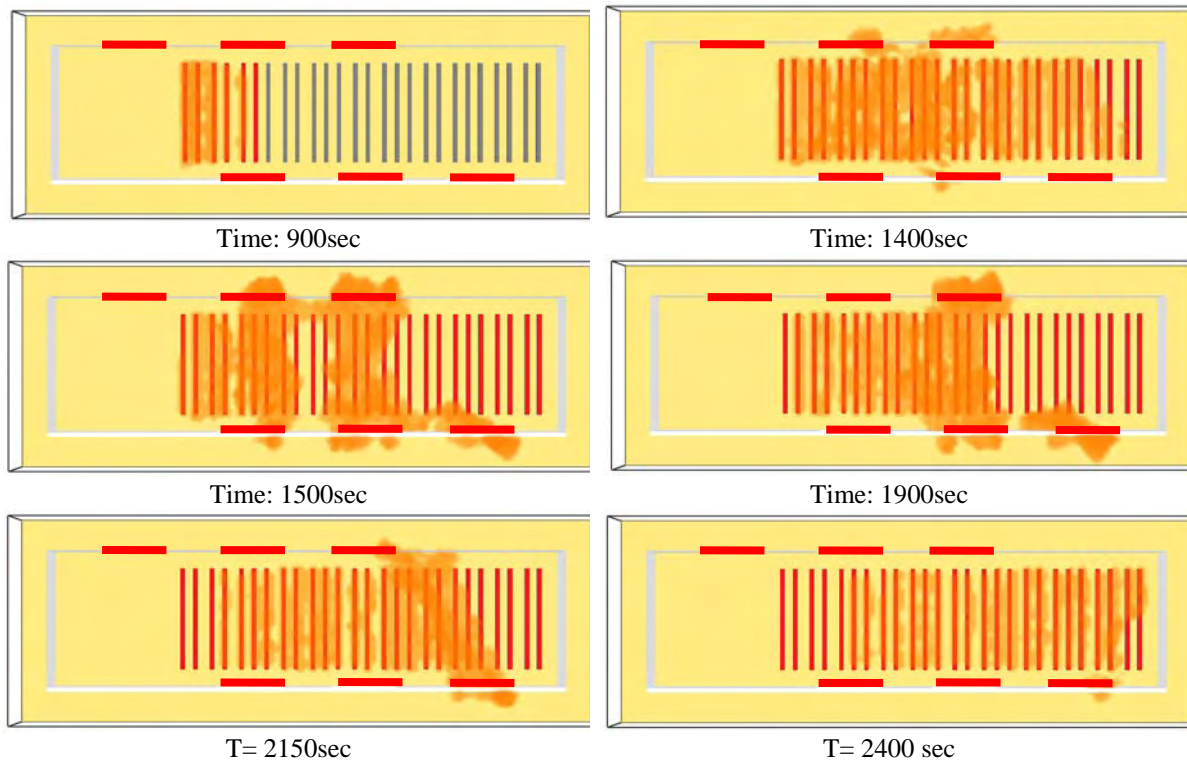 Time: 900sec
Time: 1400sec
Time: 1500sec
Time: 1900sec
T= 2150sec
T= 2400 sec